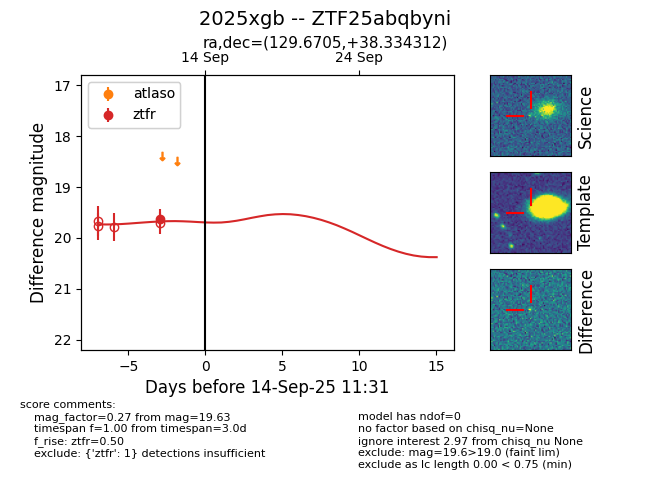 2025xgb -- ZTF25abqbyni
ra,dec=(129.6705,+38.334312)
14 Sep
24 Sep
atlaso
ztfr
17
18
19
20
21
22
Difference magnitude
−5
0
5
10
15
Days before 14-Sep-25 11:31
Science
Template
Difference
score comments:
mag_factor=0.27 from mag=19.63
timespan f=1.00 from timespan=3.0d
f_rise: ztfr=0.50
exclude: {'ztfr': 1} detections insufficient
model has ndof=0
no factor based on chisq_nu=None
ignore interest 2.97 from chisq_nu None
exclude: mag=19.6>19.0 (faint lim)
exclude as lc length 0.00 < 0.75 (min)